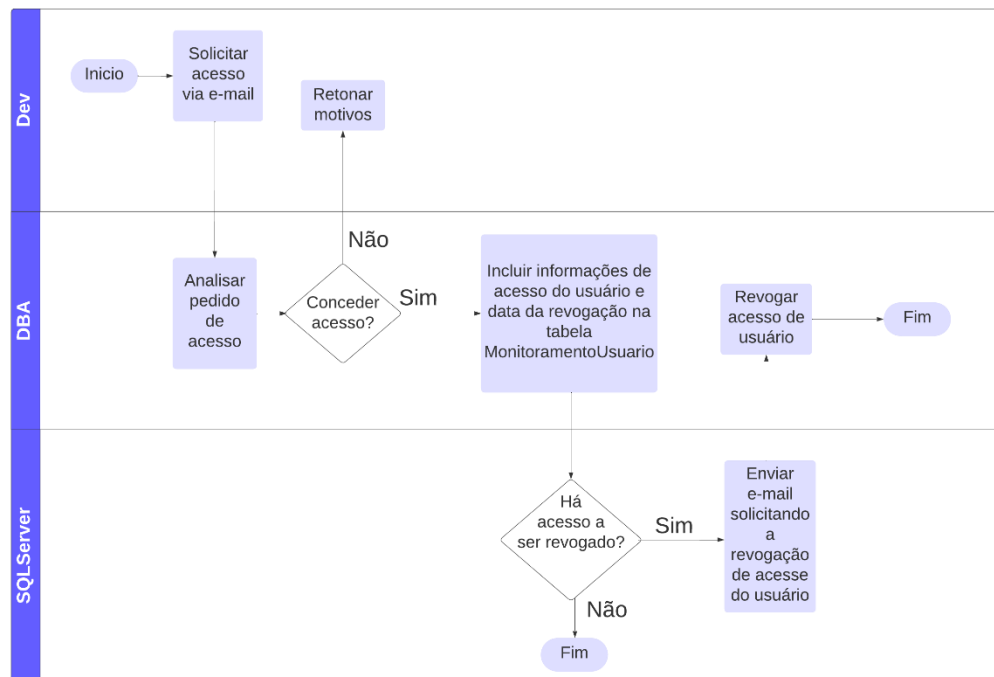 Dev
Inicio
Solicitar
acesso
via e-mail
Retonar
motivos
DBA
Analisar
pedido
de
acesso
Conceder
acesso?
Não
Sim
Incluir informações de
acesso do usuário e
data da revogação na
tabela
MonitoramentoUsuario
Revogar
acesso de
usuário
Fim
SQLServer
Há
acesso a
ser revogado?
Sim
Não
Enviar
e-mail
solicitando
a
revogação
de acesse
do usuário
Fim